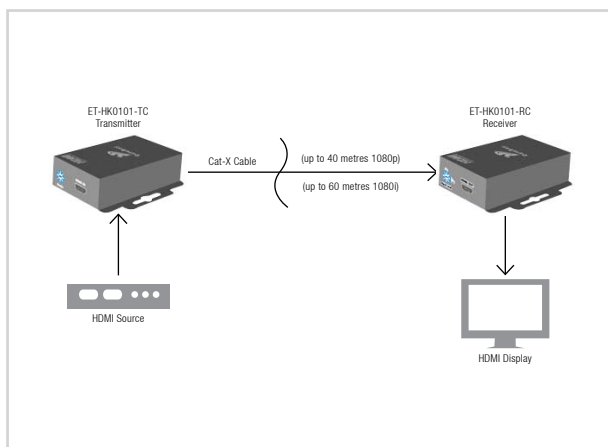 ET-HK0101-TC
Transmitter
ET-HK0101-RC
Receiver
Cat-X Cable
(up to 40 metres 1080p)
(up to 60 metres 1080i)
HDMI Source
HDMI Display